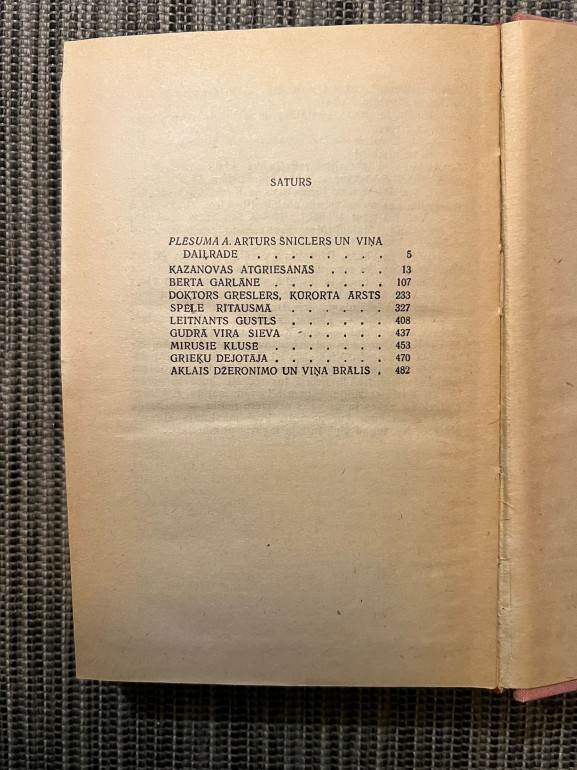 SATURS
PLESUMA A. ARTURS ŠNICLERS UN VIŅA
DAIĻRADE . . . . . . . . 5
KAZANOVAS ATGRIEŠANĀS . . . . 13
BERTA GARLĀNE . . . . . . . 107
DOKTORS GRĒSLERS, KŪRORTA ĀRSTS 233
SPĒLE RĪTAUSMĀ . . . . . . 327
LEITNANTS GUSTLS . . . . . . 408
GUDRĀ VĪRA SIEVA . . . . . 437
MIRUŠIE KLUSĒ . . . . . . 453
GRIEĶU DEJOTĀJA . . . . . . . 470
AKLAIS DŽERONIMO UN VIŅA BRĀLIS . 482